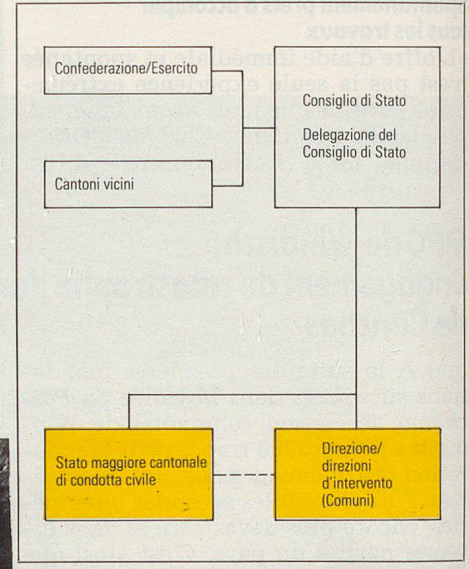 Confederazione/Esercito
Consiglio di Stato
Delegazione del
Consiglio di Stato
Cantoni vicini
Stato maggiore cantonale
di condotta civile
Direzione/
direzioni
d'intervento
(Comuni)